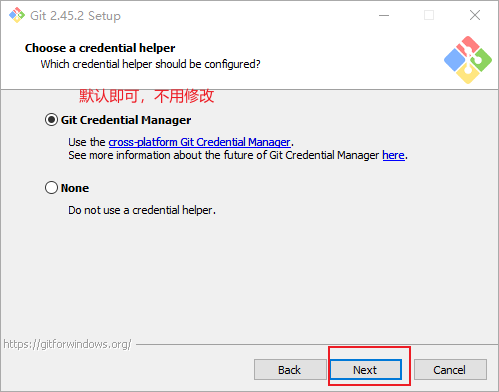 Git 2.45.2 Setup
Choose a credential helper
Which credential helper should be configured?
默认即可，不用修改
Git Credential Manager
Use the cross-platform Git Credential Manager.
See more information about the future of Git Credential Manager here.
None
Do not use a credential helper.
https://gitforwindows.org/
Back Next Cancel